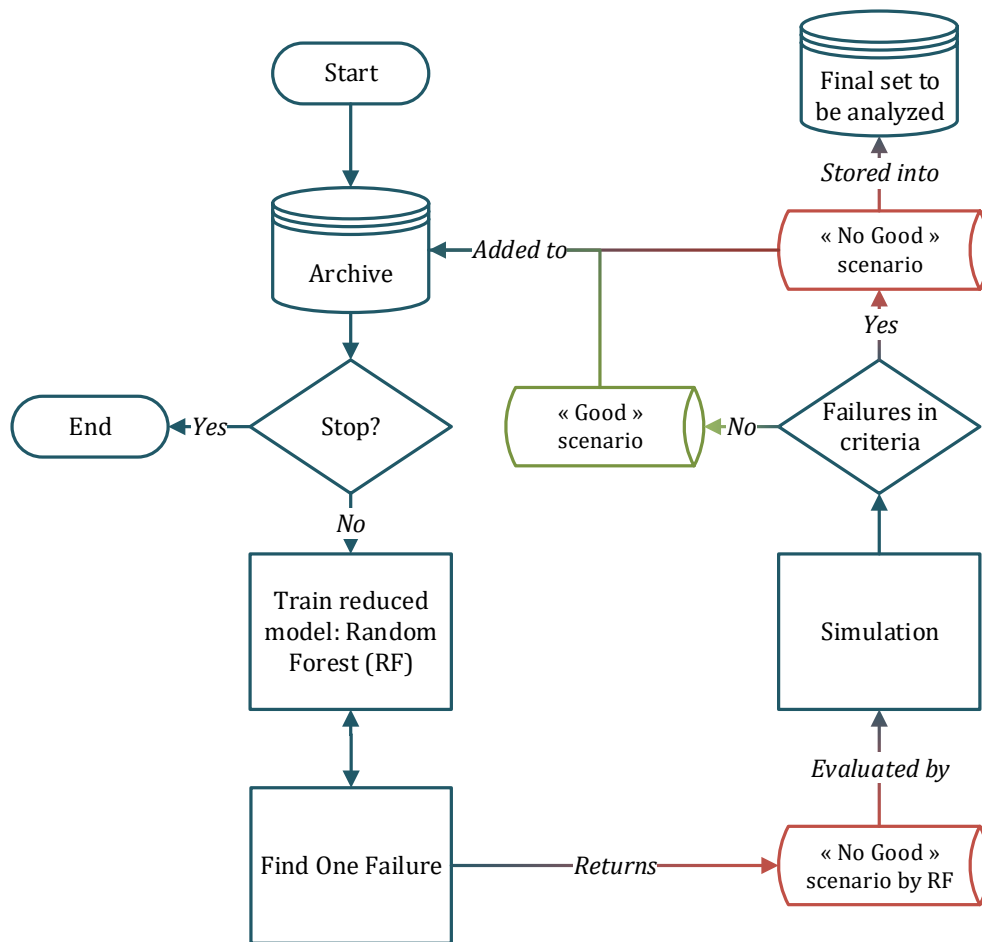 Start
Final set to
be analyzed
Stored into
« No Good »
scenario
Added to
Archive
Yes
Failures in
criteria
No
« Good »
scenario
Stop?
Yes
End
No
Train reduced
model: Random
Forest (RF)
Simulation
Evaluated by
Find One Failure
Returns
« No Good »
scenario by RF